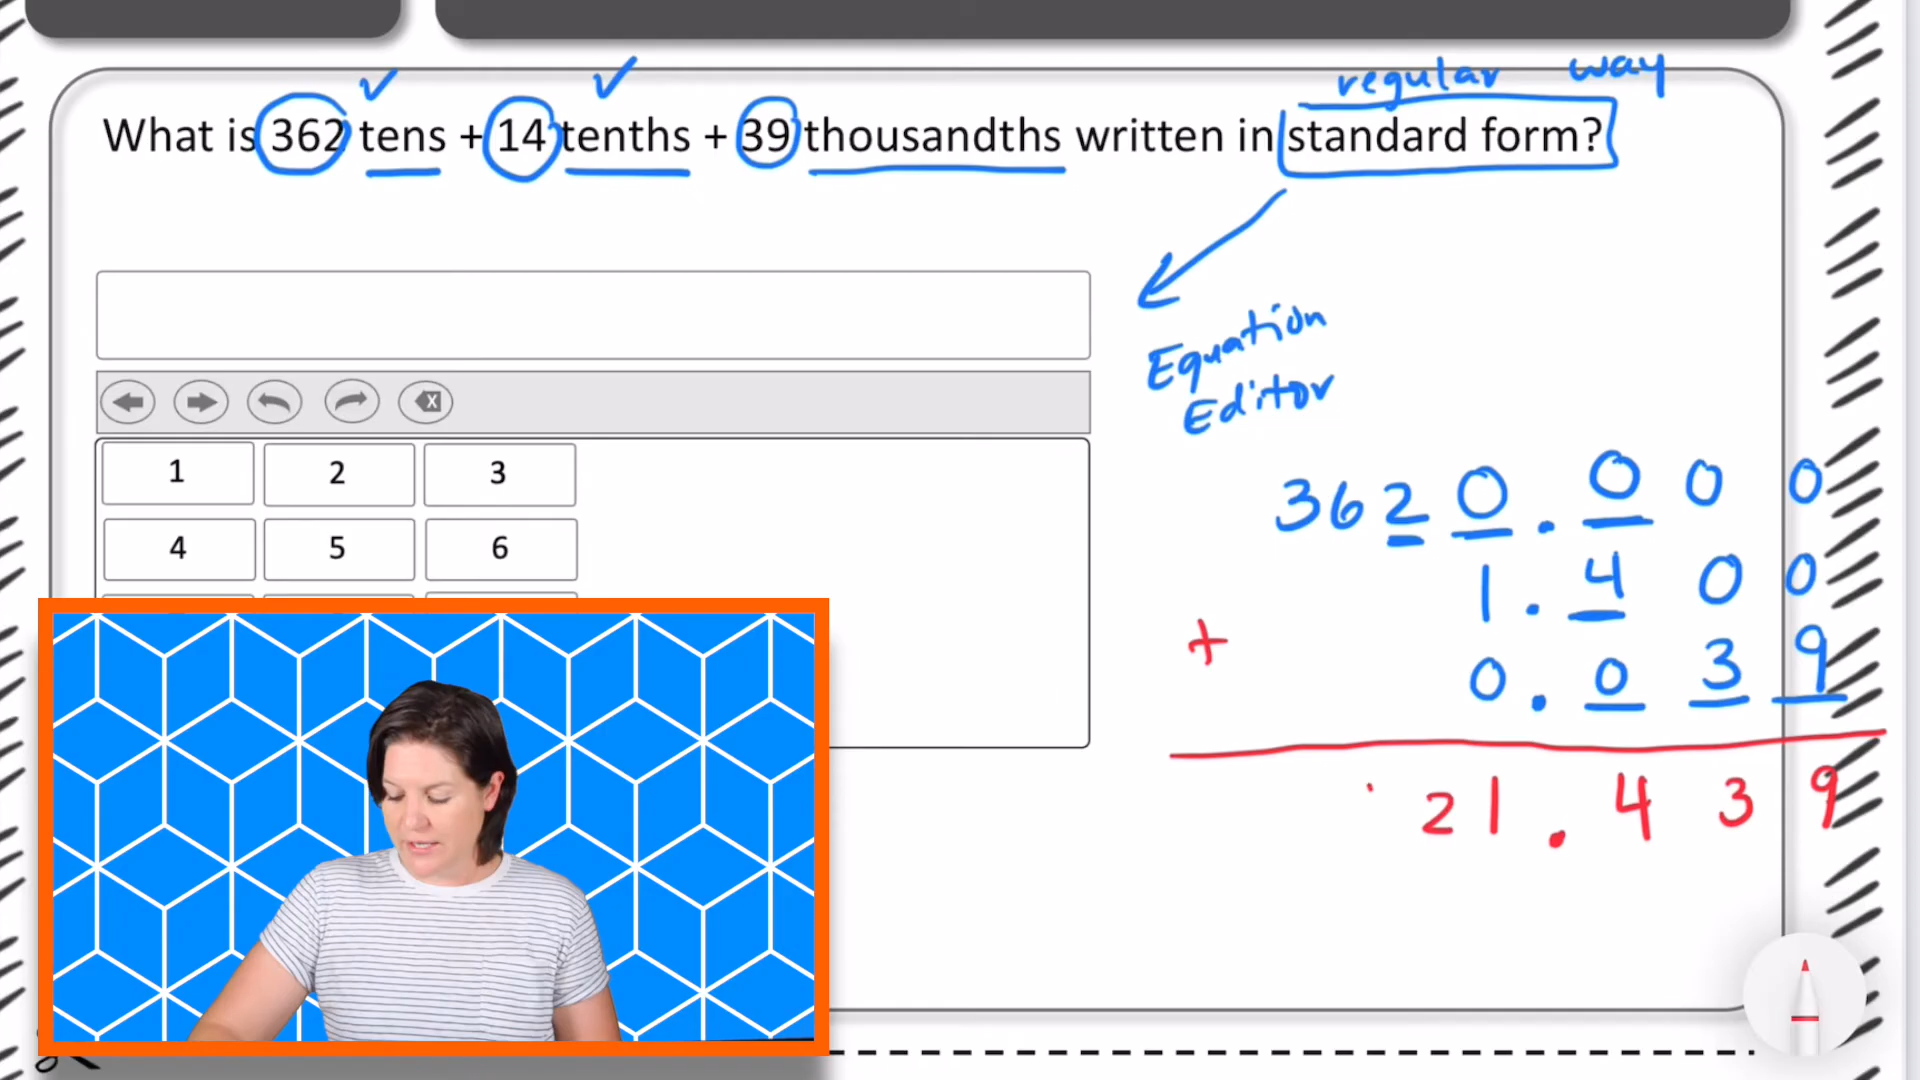 regular way
What is 362 tens + 14 tenths + 39 thousandths written in standard form?
Equation
Editor
1 2 3
4 5 6
3620.000
1.400
+
0.039
21.439